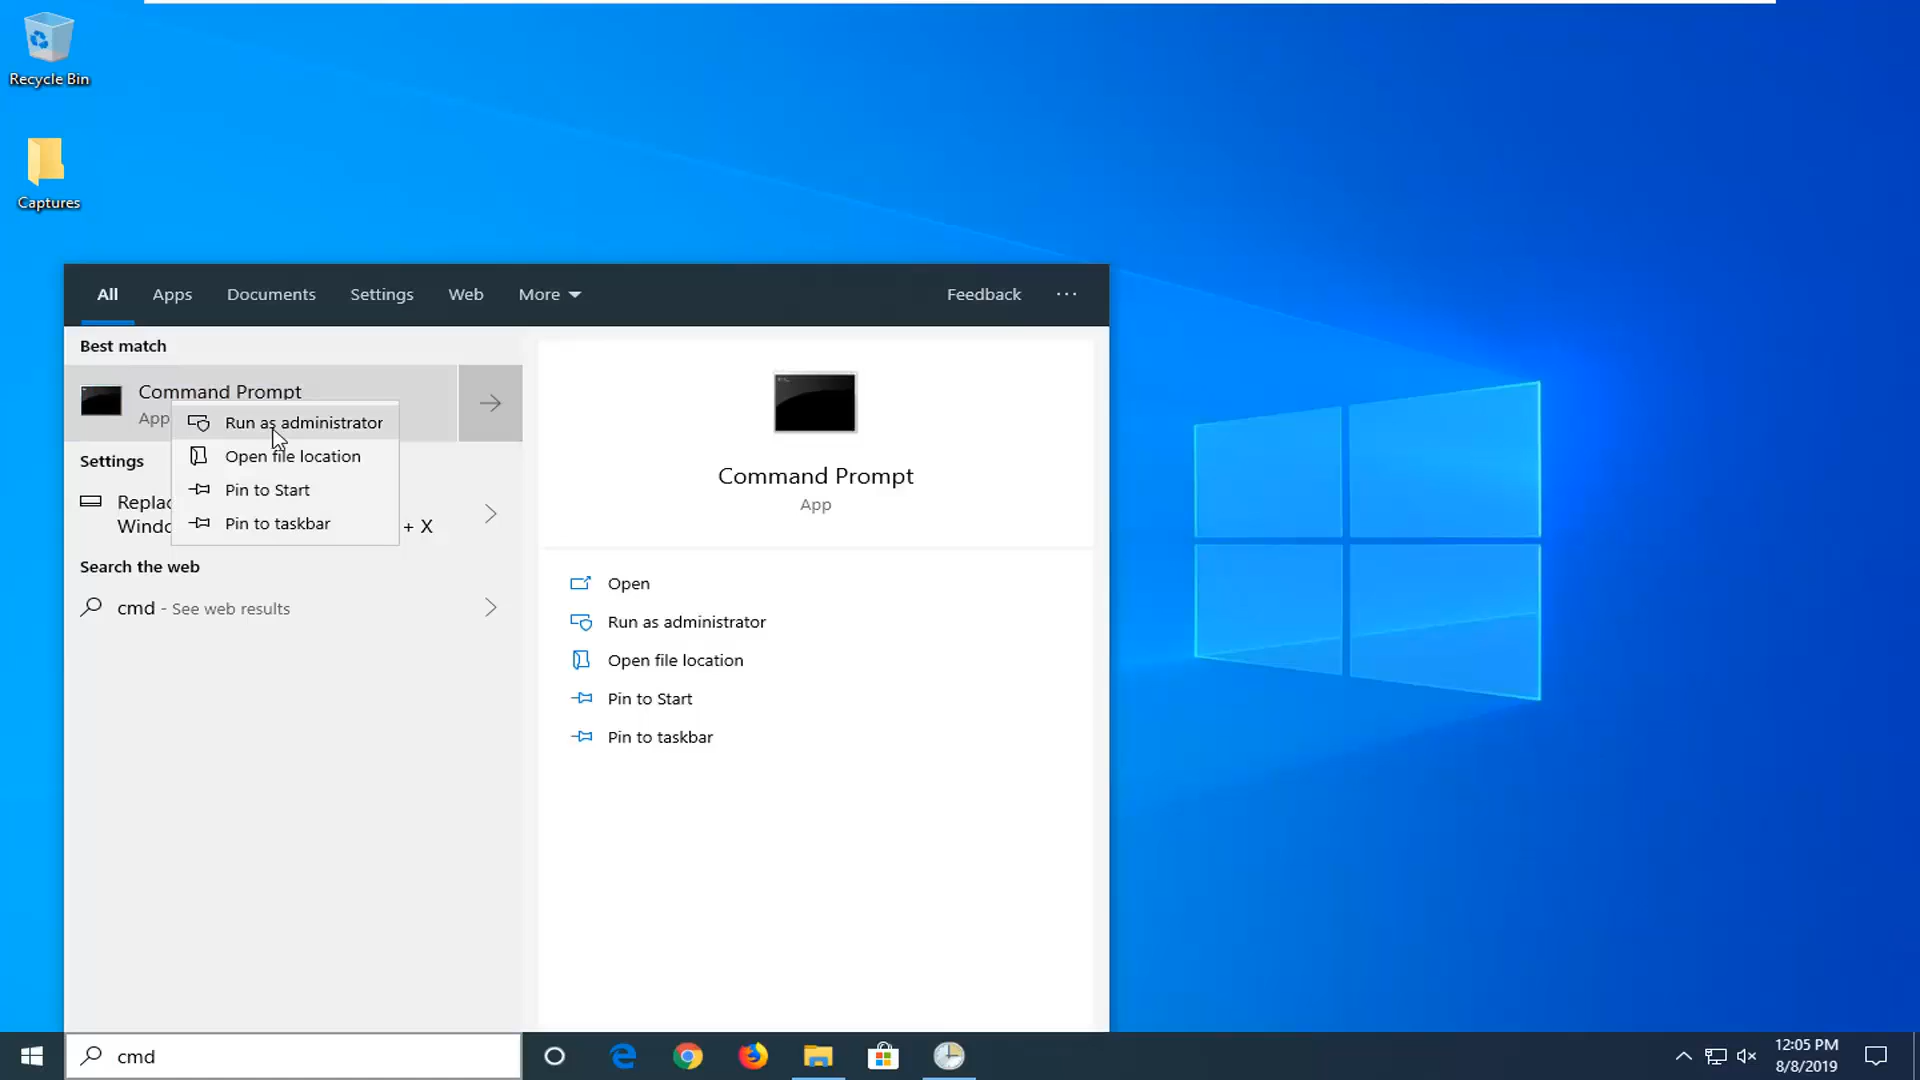 Recycle Bin
Captures
All Apps Documents Settings Web More Feedback ···
Best match
Command Prompt
App
Run as administrator
Open file location
Pin to Start
Pin to taskbar
Settings
Replac
Windo + X
Search the web
cmd - See web results
Command Prompt
App
Open
Run as administrator
Open file location
Pin to Start
Pin to taskbar
cmd
12:05 PM
8/8/2019